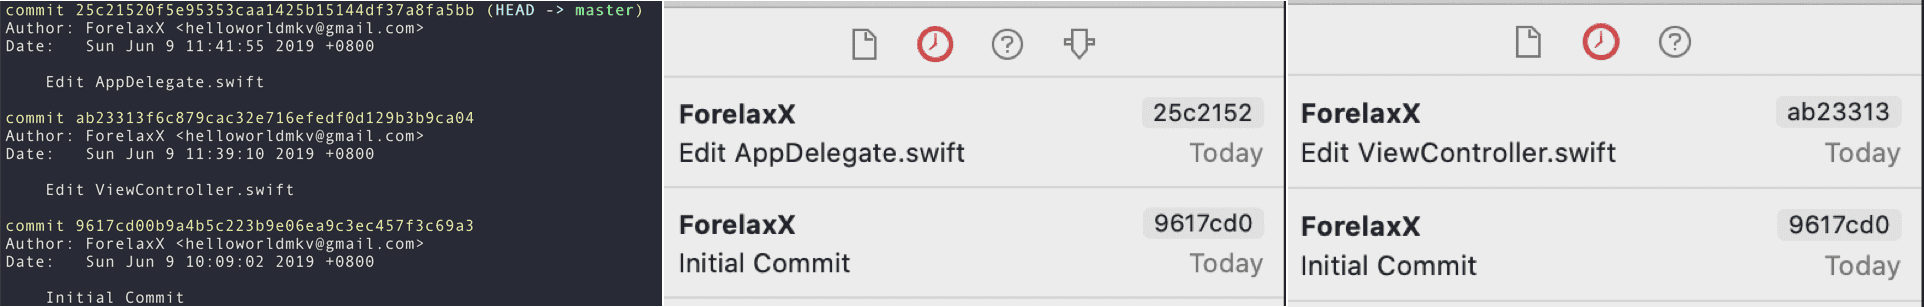 commit 25c21520f5e95353caa1425b15144df37a8fa5bb (HEAD -> master)
Author: ForelaxX <helloworldmkv@gmail.com>
Date:   Sun Jun 9 11:41:55 2019 +0800
Edit AppDelegate.swift
commit ab23313f6c879cac32e716efedf0d129b3b9ca04
Author: ForelaxX <helloworldmkv@gmail.com>
Date:   Sun Jun 9 11:39:10 2019 +0800
Edit ViewController.swift
commit 9617cd00b9a4b5c223b9e06ea9c3ec457f3c69a3
Author: ForelaxX <helloworldmkv@gmail.com>
Date:   Sun Jun 9 10:09:02 2019 +0800
Initial Commit
ForelaxX 25c2152
Edit AppDelegate.swift Today
ForelaxX 9617cd0
Initial Commit Today
ForelaxX ab23313
Edit ViewController.swift Today
ForelaxX 9617cd0
Initial Commit Today